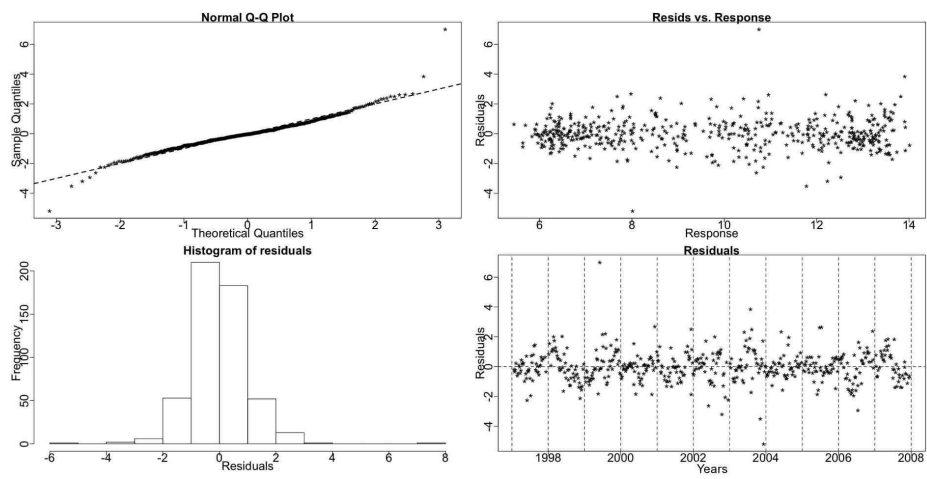 Normal Q-Q Plot
Sample Quantiles
-4 -2 0 2 4 6
-3 -2 -1 0 1 2 3
Theoretical Quantiles
Resids vs. Response
Residuals
-4 -2 0 2 4 6
6 8 10 12 14
Response
Histogram of residuals
Frequency
0 50 100 150 200
-6 -4 -2 0 2 4 6 8
Residuals
Residuals
Residuals
-4 -2 0 2 4 6
1998 2000 2002 2004 2006 2008
Years